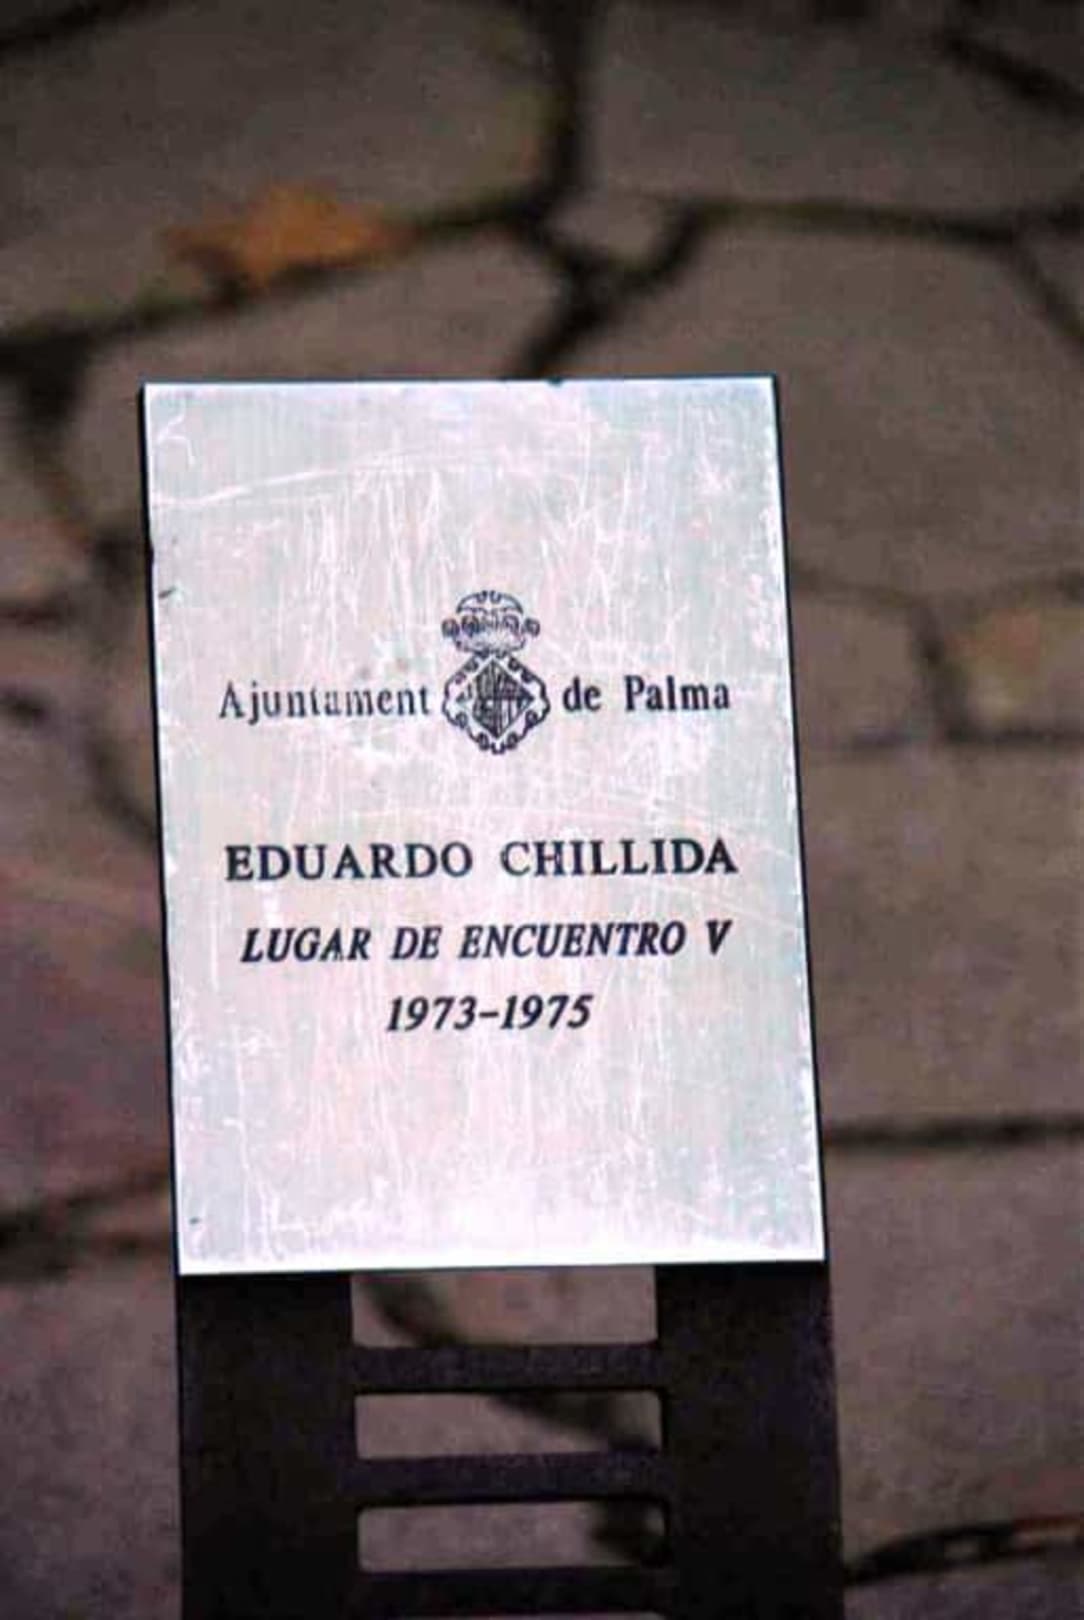 Ajuntament de Palma
EDUARDO CHILLIDA
LUGAR DE ENCUENTRO V
1973-1975